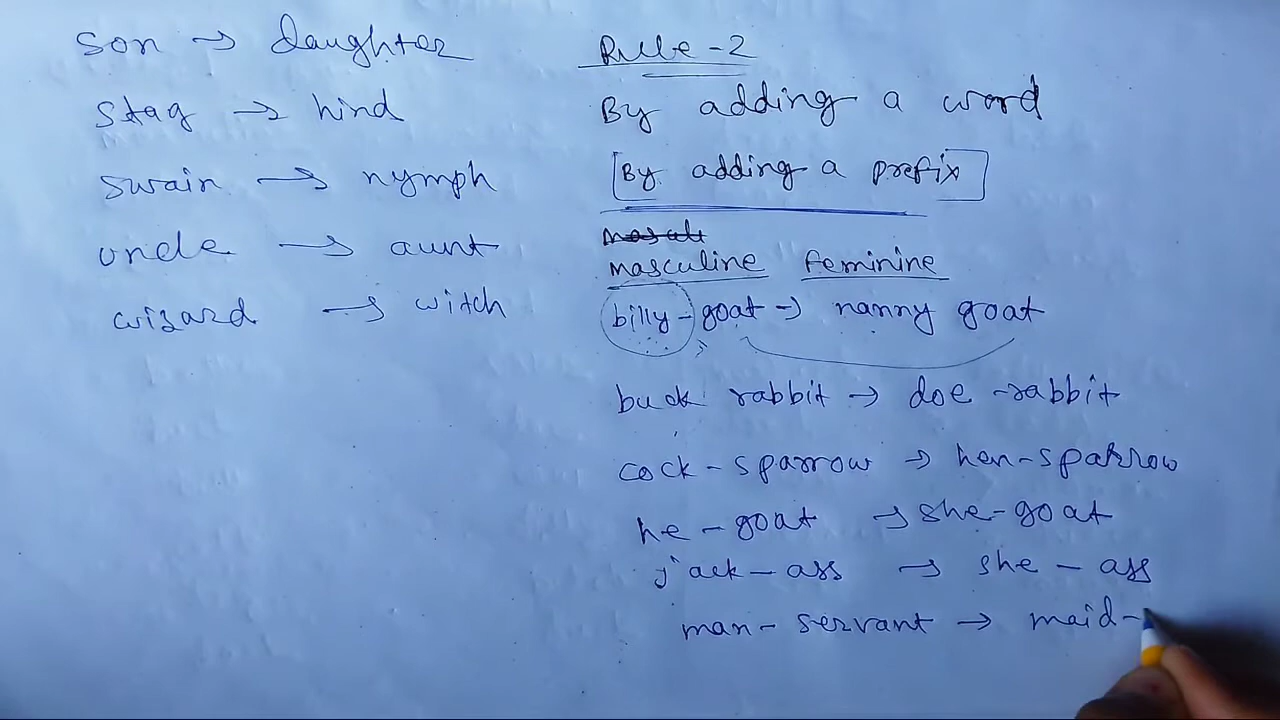 son → daughter
stag → hind
swain → nymph
uncle → aunt
wizard → witch
Rule-2
By adding a word
[By adding a prefix]
masculine feminine
billy-goat → nanny goat
buck rabbit → doe-rabbit
cock-sparrow → hen-sparrow
he-goat → she-goat
jack-ass → she-ass
man-servant → maid-